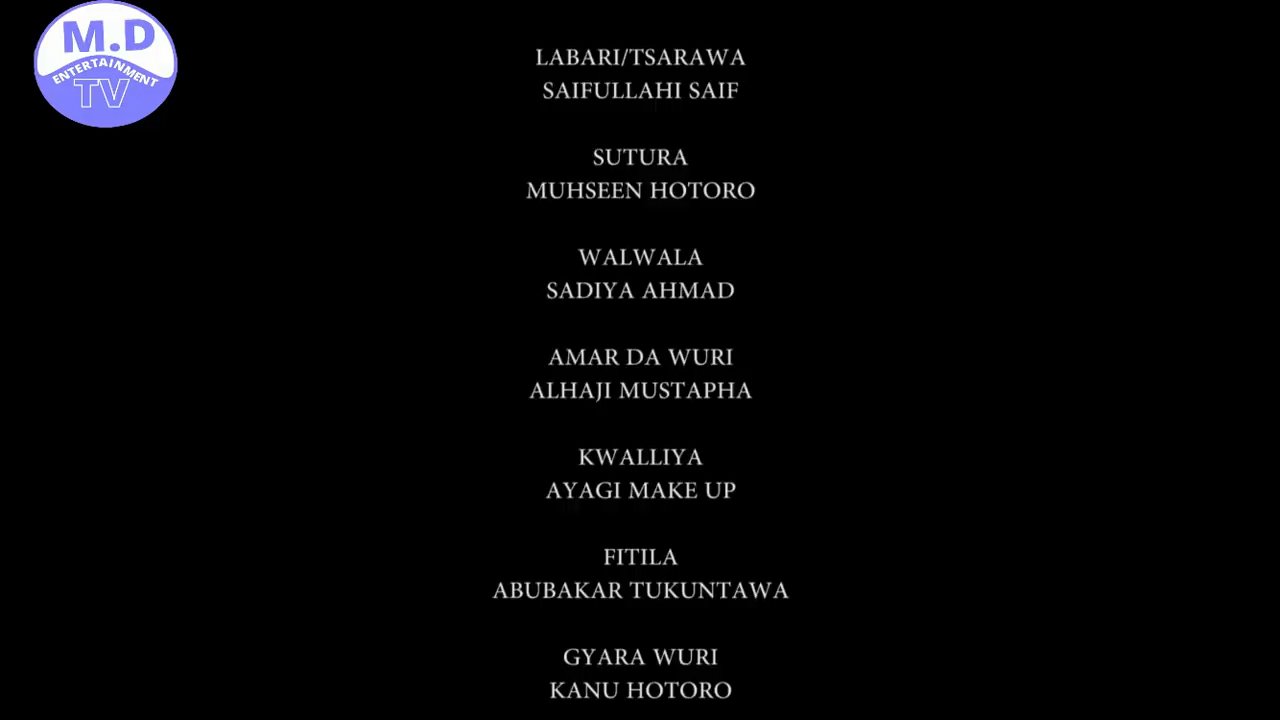 M.D
ENTERTAINMENT
TV
LABARI/TSARAWA
SAIFULLAHI SAIF
SUTURA
MUHSEEN HOTORO
WALWALA
SADIYA AHMAD
AMAR DA WURI
ALHAJI MUSTAPHA
KWALLIYA
AYAGI MAKE UP
FITILA
ABUBAKAR TUKUNTAWA
GYARA WURI
KANU HOTORO